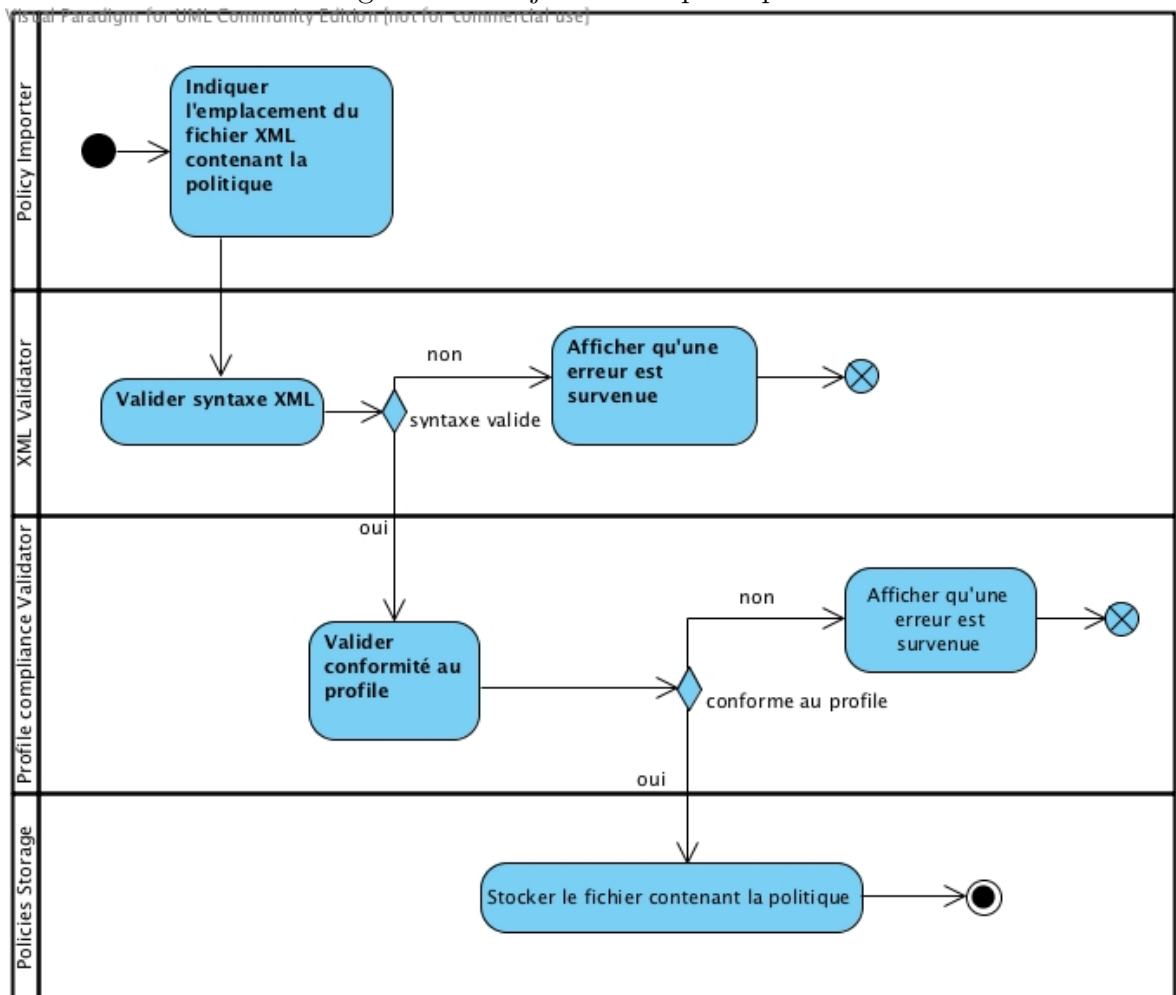 Visual Paradigm for UML Community Edition [not for commercial use]
Policy Importer
Indiquer
l'emplacement du
fichier XML
contenant la
politique
XML Validator
Valider syntaxe XML
non
syntaxe valide
Afficher qu'une
erreur est
survenue
oui
Profile compliance Validator
Valider
conformité au
profile
non
conforme au profile
Afficher qu'une
erreur est
survenue
oui
Policies Storage
Stocker le fichier contenant la politique